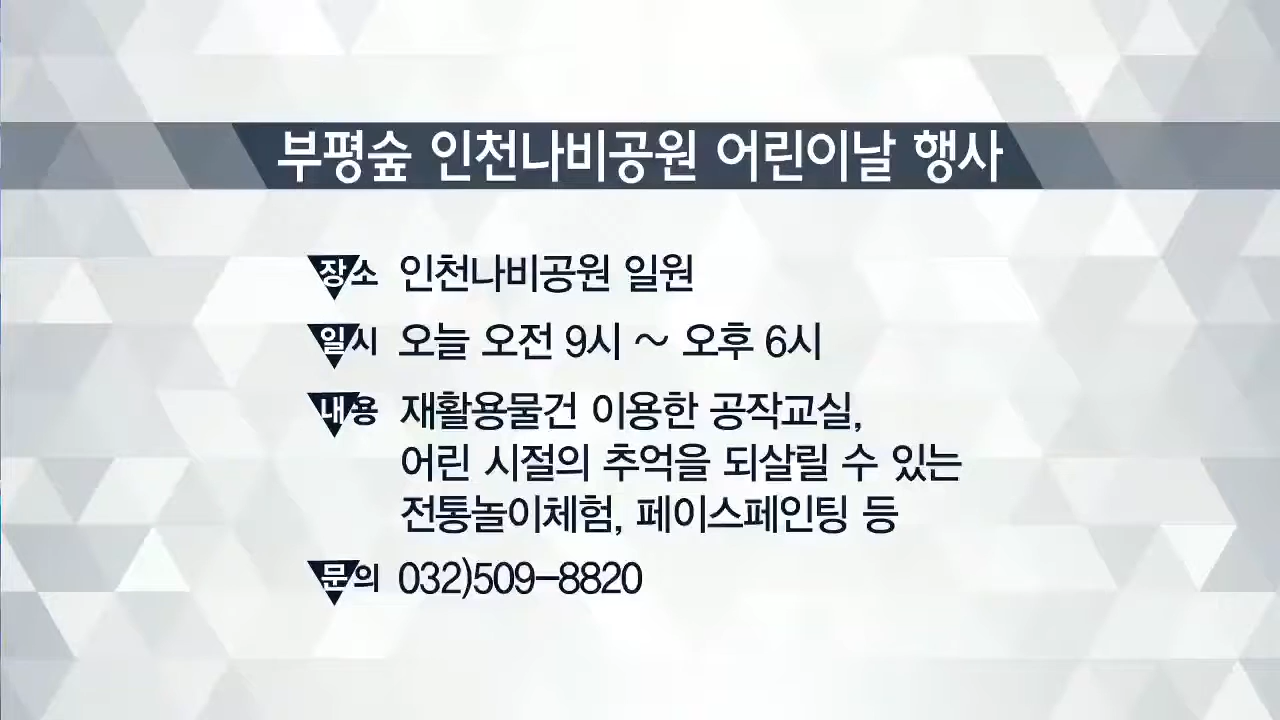 부평숲 인천나비공원 어린이날 행사
장소 인천나비공원 일원
일시 오늘 오전 9시 ~ 오후 6시
내용 재활용물건 이용한 공작교실,
어린 시절의 추억을 되살릴 수 있는
전통놀이체험, 페이스페인팅 등
문의 032)509-8820